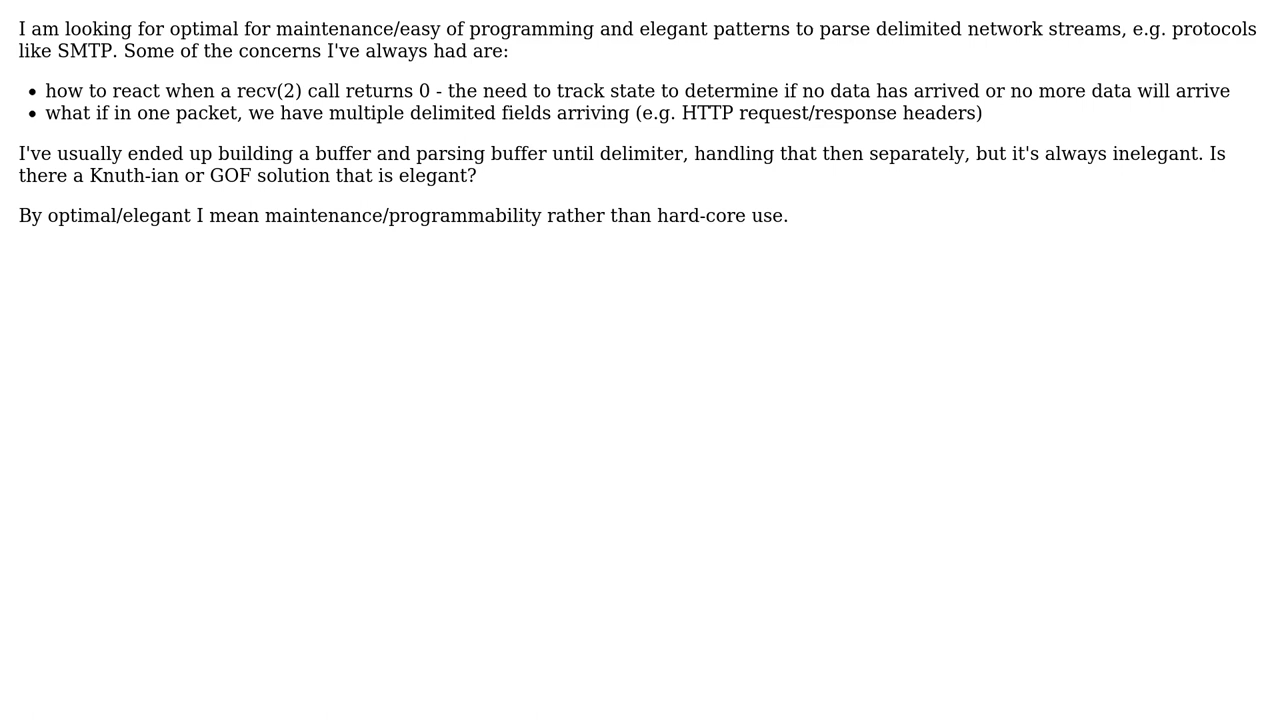 I am looking for optimal for maintenance/easy of programming and elegant patterns to parse delimited network streams, e.g. protocols
like SMTP. Some of the concerns I've always had are:
• how to react when a recv(2) call returns 0 - the need to track state to determine if no data has arrived or no more data will arrive
• what if in one packet, we have multiple delimited fields arriving (e.g. HTTP request/response headers)
I've usually ended up building a buffer and parsing buffer until delimiter, handling that then separately, but it's always inelegant. Is
there a Knuth-ian or GOF solution that is elegant?
By optimal/elegant I mean maintenance/programmability rather than hard-core use.